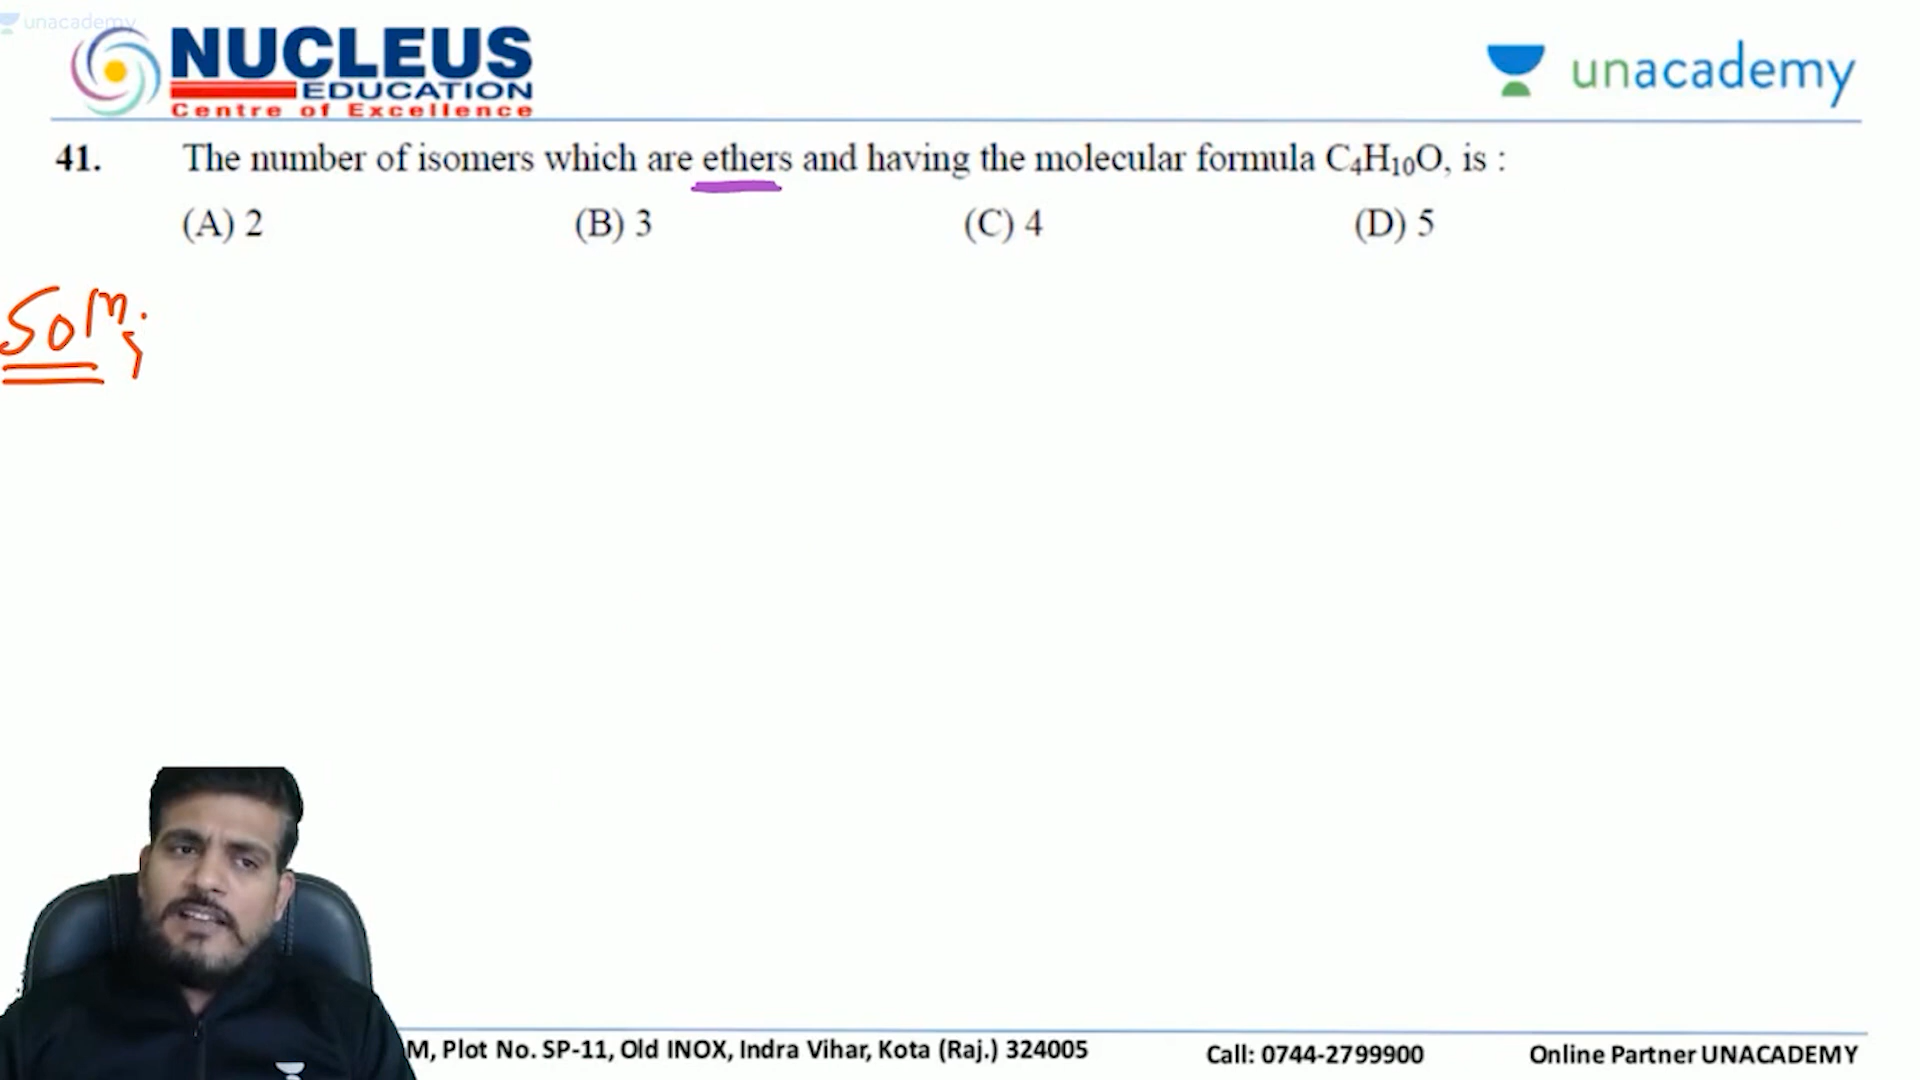 unacademy
NUCLEUS
EDUCATION
Centre of Excellence
unacademy
41. The number of isomers which are ethers and having the molecular formula C₄H₁₀O, is :
(A) 2 (B) 3 (C) 4 (D) 5
Solⁿ:
M, Plot No. SP-11, Old INOX, Indra Vihar, Kota (Raj.) 324005 Call: 0744-2799900 Online Partner UNACADEMY